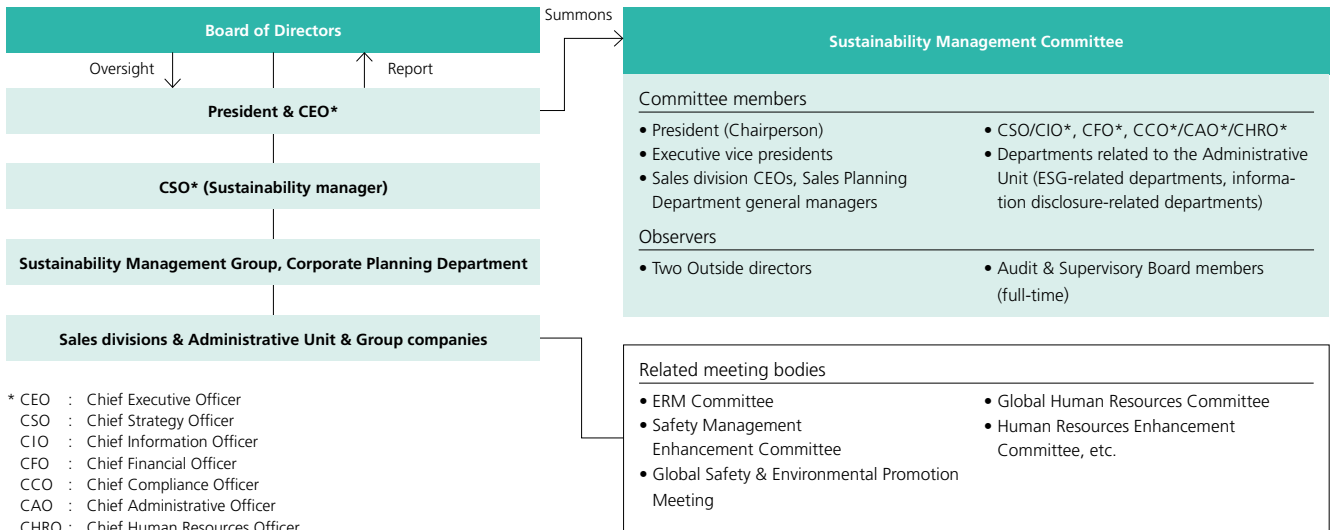 Summons
Board of Directors
Oversight
Report
President & CEO*
CSO* (Sustainability manager)
Sustainability Management Group, Corporate Planning Department
Sales divisions & Administrative Unit & Group companies
* CEO : Chief Executive Officer
CSO : Chief Strategy Officer
CIO : Chief Information Officer
CFO : Chief Financial Officer
CCO : Chief Compliance Officer
CAO : Chief Administrative Officer
CHRO : Chief Human Resources Officer
Sustainability Management Committee
Committee members
• President (Chairperson)
• Executive vice presidents
• Sales division CEOs, Sales Planning
Department general managers
• CSO/CIO*, CFO*, CCO*/CAO*/CHRO*
• Departments related to the Administrative
Unit (ESG-related departments, informa-
tion disclosure-related departments)
Observers
• Two Outside directors
• Audit & Supervisory Board members
(full-time)
Related meeting bodies
• ERM Committee
• Safety Management
Enhancement Committee
• Global Safety & Environmental Promotion
Meeting
• Global Human Resources Committee
• Human Resources Enhancement
Committee, etc.